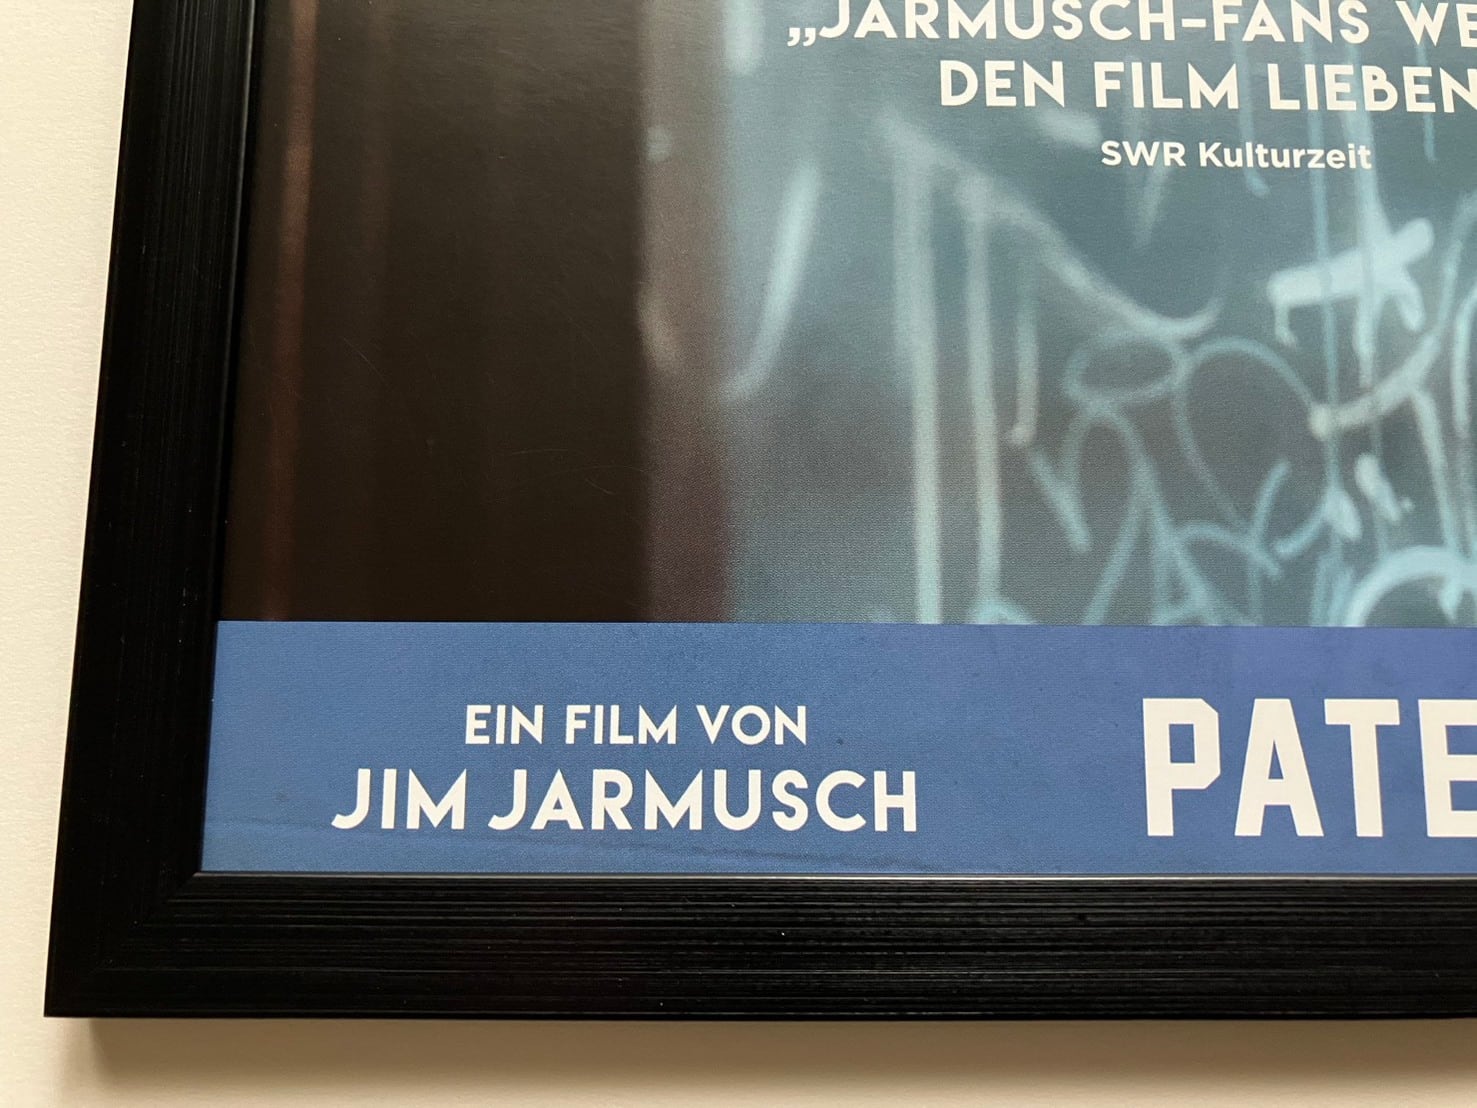 „JARMUSCH-FANS WE
DEN FILM LIEBEN
SWR Kulturzeit
EIN FILM VON
JIM JARMUSCH
PATE